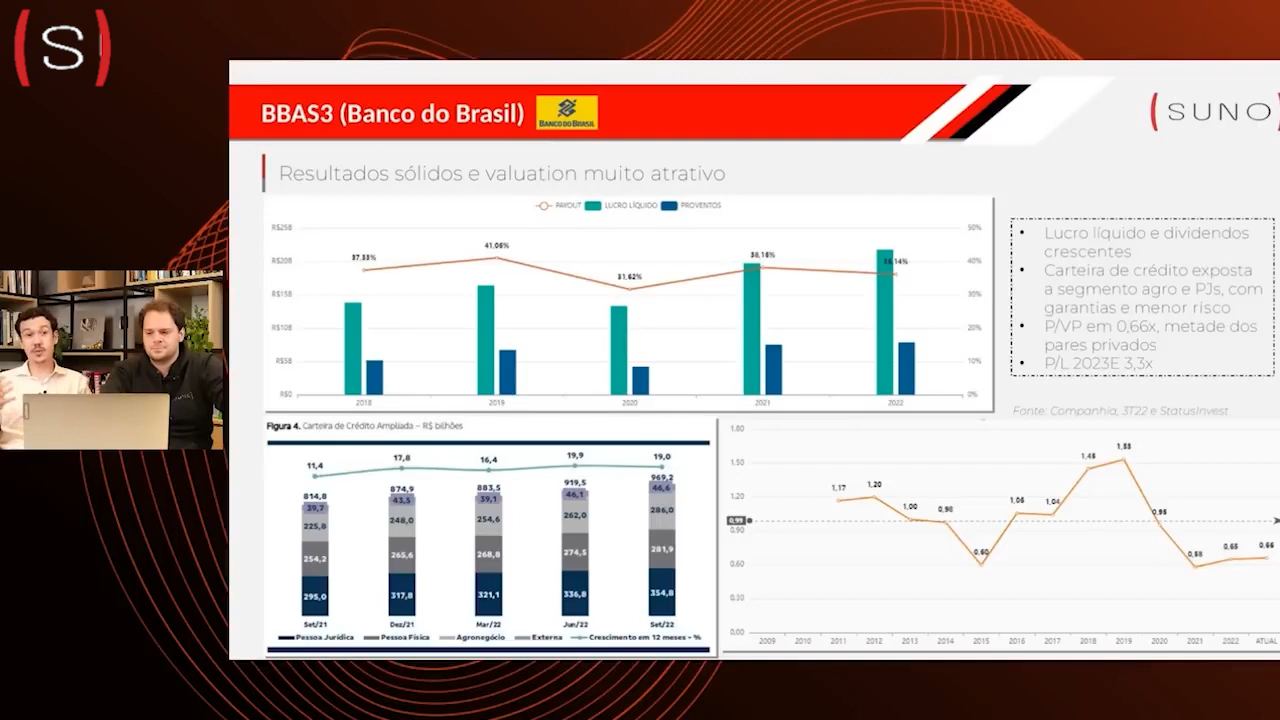 (S)
BBAS3 (Banco do Brasil)
BANCO DO BRASIL
(SUNO)
Resultados sólidos e valuation muito atrativo
PAYOUT LUCRO LÍQUIDO PROVENTOS
R$25B 50%
R$20B 40%
R$15B 30%
R$10B 20%
R$5B 10%
R$0 0%
37,33% 41,06% 31,62% 38,16% 36,14%
2018 2019 2020 2021 2022
• Lucro líquido e dividendos
crescentes
• Carteira de crédito exposta
a segmento agro e PJs, com
garantias e menor risco
• P/VP em 0,66x, metade dos
pares privados
• P/L 2023E 3,3x
Fonte: Companhia, 3T22 e StatusInvest
Figura 4. Carteira de Crédito Ampliada – R$ bilhões
11,4 17,8 16,4 19,9 19,0
814,8 874,9 883,5 919,5 969,2
39,7 43,5 39,1 46,1 46,6
225,8 248,0 254,6 262,0 286,0
254,2 265,6 268,8 274,5 281,9
295,0 317,8 321,1 336,8 354,8
Set/21 Dez/21 Mar/22 Jun/22 Set/22
Pessoa Jurídica Pessoa Física Agronegócio Externa Crescimento em 12 meses - %
1,80
1,50
1,20
0,99
0,90
0,60
0,30
0,00
1,17 1,20 1,00 0,98 0,60 1,06 1,04 1,45 1,53 0,96 0,58 0,65 0,66
2009 2010 2011 2012 2013 2014 2015 2016 2017 2018 2019 2020 2021 2022 ATUAL